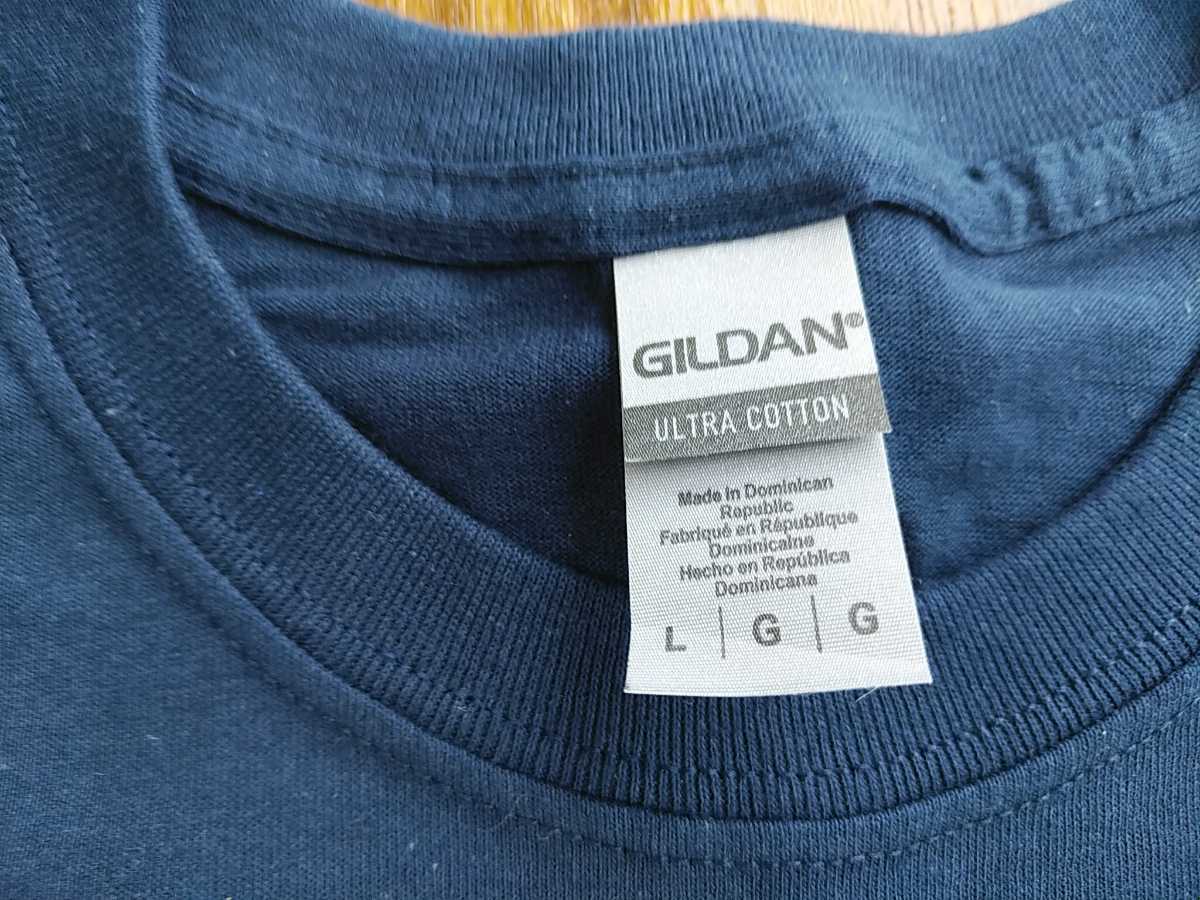 GILDAN®
ULTRA COTTON
Made in Dominican
Republic
Fabriqué en République
Dominicaine
Hecho en República
Dominicana
L | G | G